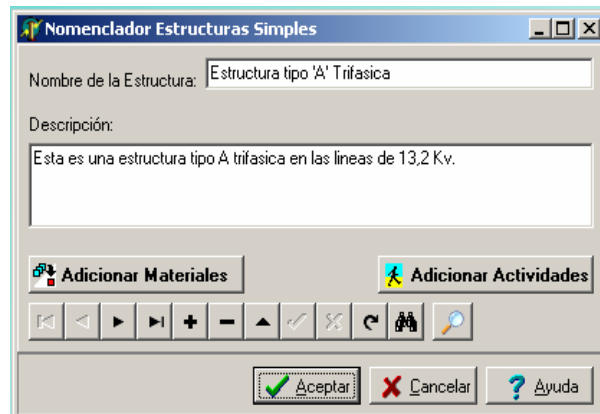 Nomenclador Estructuras Simples
Nombre de la Estructura: Estructura tipo 'A' Trifasica
Descripción:
Esta es una estructura tipo A trifasica en las lineas de 13,2 Kv.
Adicionar Materiales Adicionar Actividades
Aceptar Cancelar Ayuda